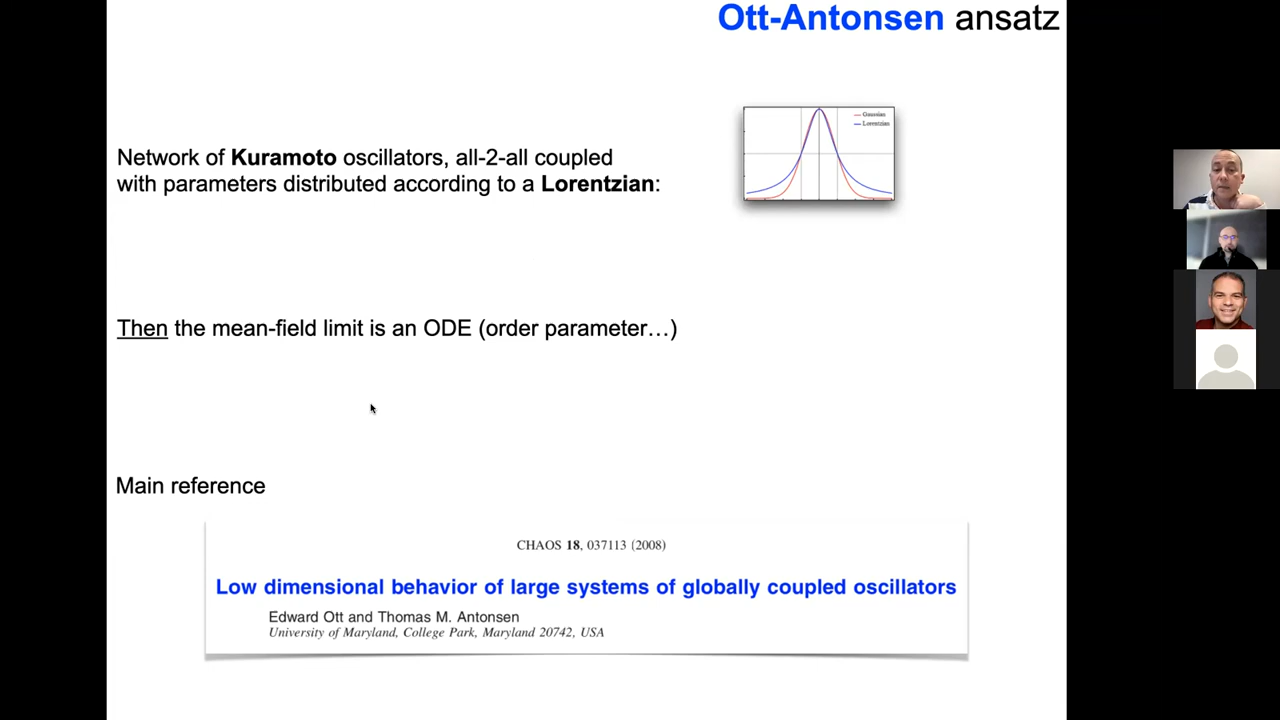 Ott-Antonsen ansatz
Gaussian
Lorentzian
Network of Kuramoto oscillators, all-2-all coupled
with parameters distributed according to a Lorentzian:
Then the mean-field limit is an ODE (order parameter…)
Main reference
CHAOS 18, 037113 (2008)
Low dimensional behavior of large systems of globally coupled oscillators
Edward Ott and Thomas M. Antonsen
University of Maryland, College Park, Maryland 20742, USA